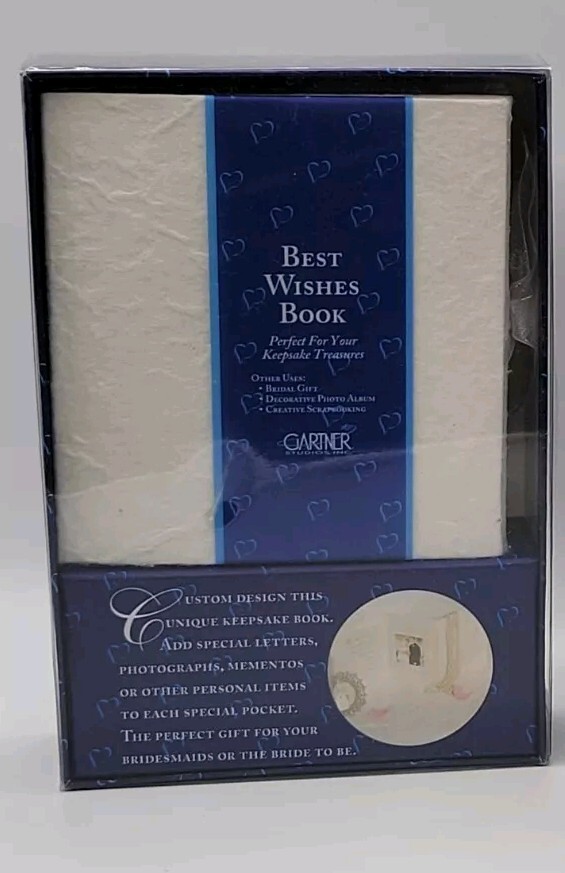 BEST
WISHES
BOOK
Perfect For Your
Keepsake Treasures
OTHER USES:
• BRIDAL GIFT
• DECORATIVE PHOTO ALBUM
• CREATIVE SCRAPBOOKING
GARTNER
STUDIOS, INC.
CUSTOM DESIGN THIS
UNIQUE KEEPSAKE BOOK.
ADD SPECIAL LETTERS,
PHOTOGRAPHS, MEMENTOS
OR OTHER PERSONAL ITEMS
TO EACH SPECIAL POCKET.
THE PERFECT GIFT FOR YOUR
BRIDESMAIDS OR THE BRIDE TO BE.